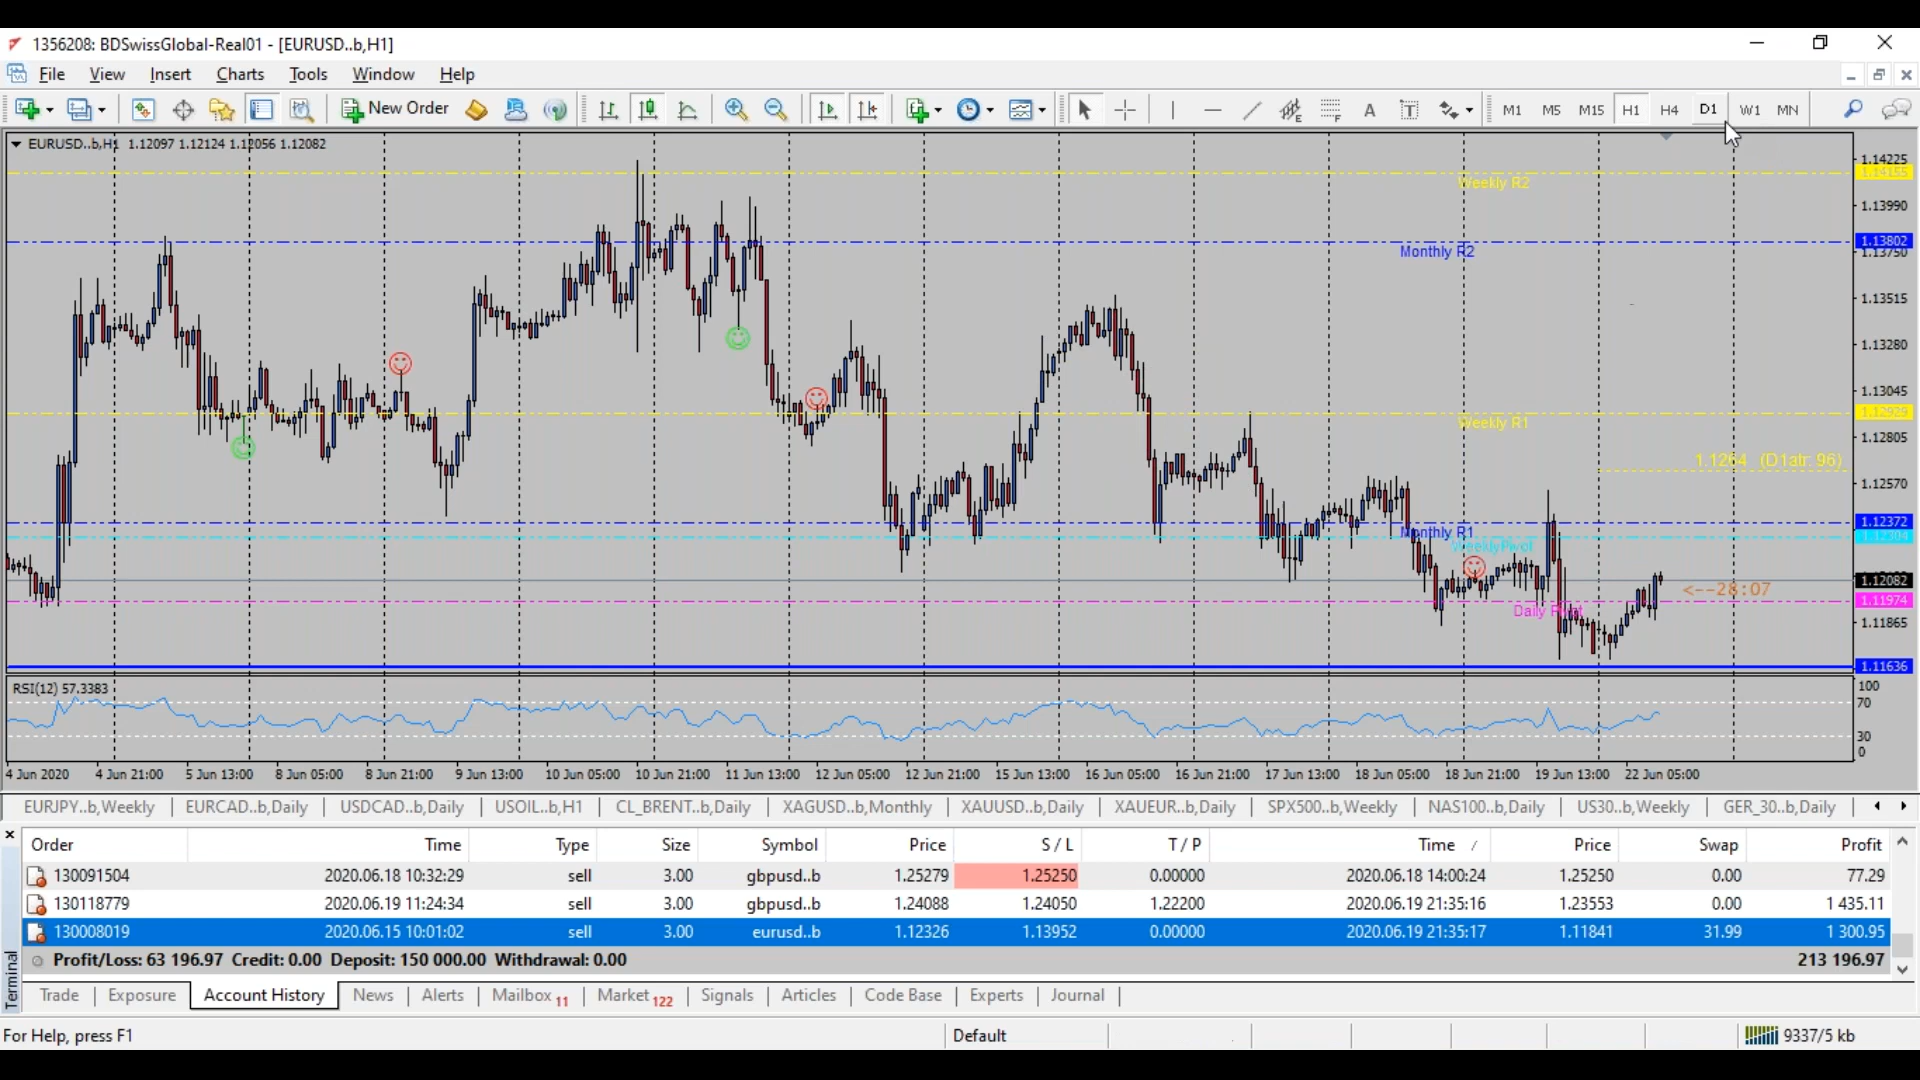 1356208: BDSwissGlobal-Real01 - [EURUSD..b,H1]
File View Insert Charts Tools Window Help
New Order M1 M5 M15 H1 H4 D1 W1 MN
EURUSD..b,H1 1.12097 1.12124 1.12056 1.12082
1.14225
1.14155
Weekly R2
1.13990
1.13802
Monthly R2 1.13750
1.13515
1.13280
1.13045
1.12929
Weekly R1
1.12805
1.1264 (D1atr: 96)
1.12570
1.12372
Monthly R1 1.12304
WeeklyPivot
1.12082
<--28:07
1.11974
Daily Pivot
1.11865
1.11636
RSI(12) 57.3383 100
70
30
0
4 Jun 2020 4 Jun 21:00 5 Jun 13:00 8 Jun 05:00 8 Jun 21:00 9 Jun 13:00 10 Jun 05:00 10 Jun 21:00 11 Jun 13:00 12 Jun 05:00 12 Jun 21:00 15 Jun 13:00 16 Jun 05:00 16 Jun 21:00 17 Jun 13:00 18 Jun 05:00 18 Jun 21:00 19 Jun 13:00 22 Jun 05:00
EURJPY..b,Weekly EURCAD..b,Daily USDCAD..b,Daily USOIL..b,H1 CL_BRENT..b,Daily XAGUSD..b,Monthly XAUUSD..b,Daily XAUEUR..b,Daily SPX500..b,Weekly NAS100..b,Daily US30..b,Weekly GER_30..b,Daily
Order Time Type Size Symbol Price S / L T / P Time / Price Swap Profit
130091504 2020.06.18 10:32:29 sell 3.00 gbpusd..b 1.25279 1.25250 0.00000 2020.06.18 14:00:24 1.25250 0.00 77.29
130118779 2020.06.19 11:24:34 sell 3.00 gbpusd..b 1.24088 1.24050 1.22200 2020.06.19 21:35:16 1.23553 0.00 1 435.11
130008019 2020.06.15 10:01:02 sell 3.00 eurusd..b 1.12326 1.13952 0.00000 2020.06.19 21:35:17 1.11841 31.99 1 300.95
Profit/Loss: 63 196.97 Credit: 0.00 Deposit: 150 000.00 Withdrawal: 0.00 213 196.97
Terminal
Trade Exposure Account History News Alerts Mailbox 11 Market 122 Signals Articles Code Base Experts Journal
For Help, press F1 Default 9337/5 kb